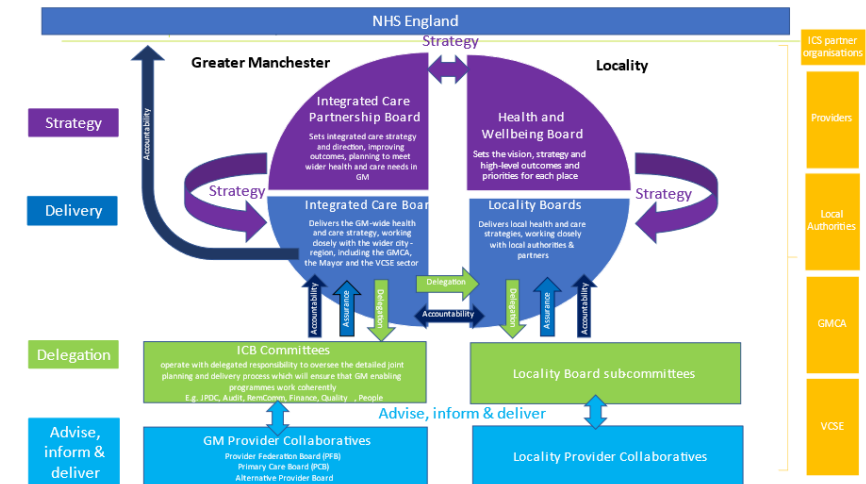 NHS England
Strategy
ICS partner
organisations
Greater Manchester
Locality
Integrated Care
Partnership Board
Sets integrated care strategy
and direction, improving
outcomes, planning to meet
wider health and care needs in
GM
Health and
Wellbeing Board
Sets the vision, strategy and
high-level outcomes and
priorities for each place
Providers
Strategy
Accountability
Strategy
Strategy
Delivery
Integrated Care Boar
Delivers the GM-wide health
and care strategy, working
closely with the wider city-
region, including the GMCA,
the Mayor and the VCSE sector
Locality Boards
Delivers local health and care
strategies, working closely
with local authorities &
partners
Local
Authorities
Accountability
Assurance
Delegation
Delegation
Accountability
Delegation
Assurance
Accountability
GMCA
Delegation
ICB Committees
operate with delegated responsibility to oversee the detailed joint
planning and delivery process which will ensure that GM enabling
programmes work coherently
E.g. JPDC, Audit, RemComm, Finance, Quality , People
Locality Board subcommittees
Advise, inform & deliver
VCSE
Advise,
inform &
deliver
GM Provider Collaboratives
Provider Federation Board (PFB)
Primary Care Board (PCB)
Alternative Provider Board
Locality Provider Collaboratives